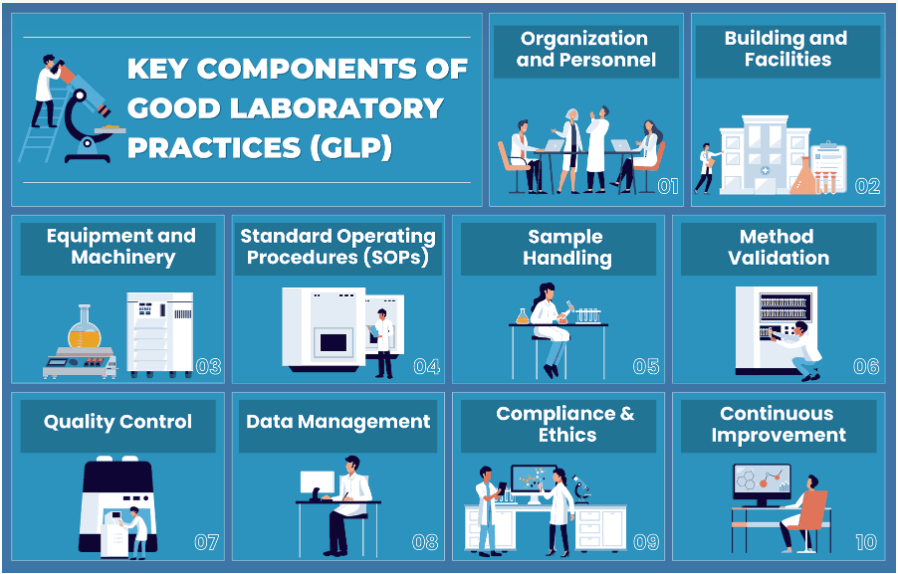 KEY COMPONENTS OF
GOOD LABORATORY
PRACTICES (GLP)
Organization
and Personnel
01
Building and
Facilities
02
Equipment and
Machinery
03
Standard Operating
Procedures (SOPs)
04
Sample
Handling
05
Method
Validation
06
Quality Control
07
Data Management
08
Compliance &
Ethics
09
Continuous
Improvement
10